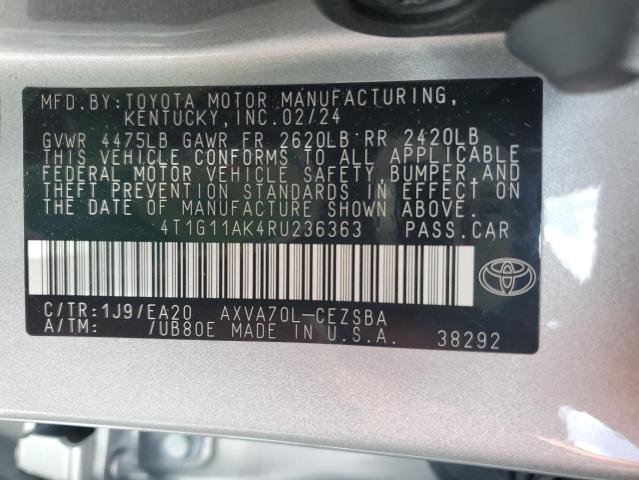 MFD.BY:TOYOTA MOTOR MANUFACTURING,
KENTUCKY, INC.02/24
GVWR 4475LB GAWR FR 2620LB RR 2420LB
THIS VEHICLE CONFORMS TO ALL APPLICABLE
FEDERAL MOTOR VEHICLE SAFETY, BUMPER, AND
THEFT PREVENTION STANDARDS IN EFFECT ON
THE DATE OF MANUFACTURE SHOWN ABOVE.
4T1G11AK4RU236363 PASS.CAR
C/TR:1J9/EA20 AXVA70L-CEZSBA
A/TM: /UB80E MADE IN U.S.A. 38292